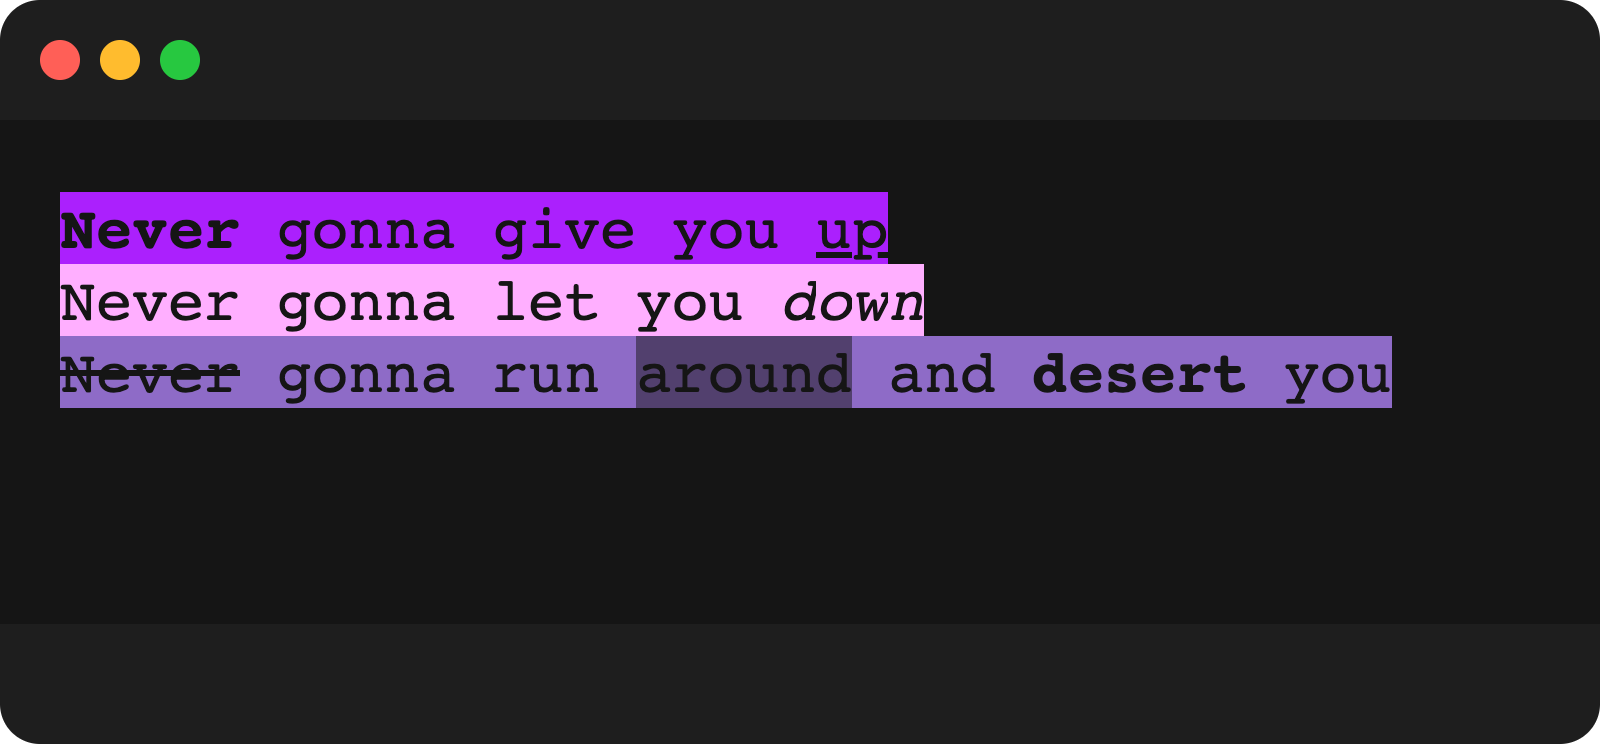 Never gonna give you up
Never gonna let you down
Never gonna run around and desert you